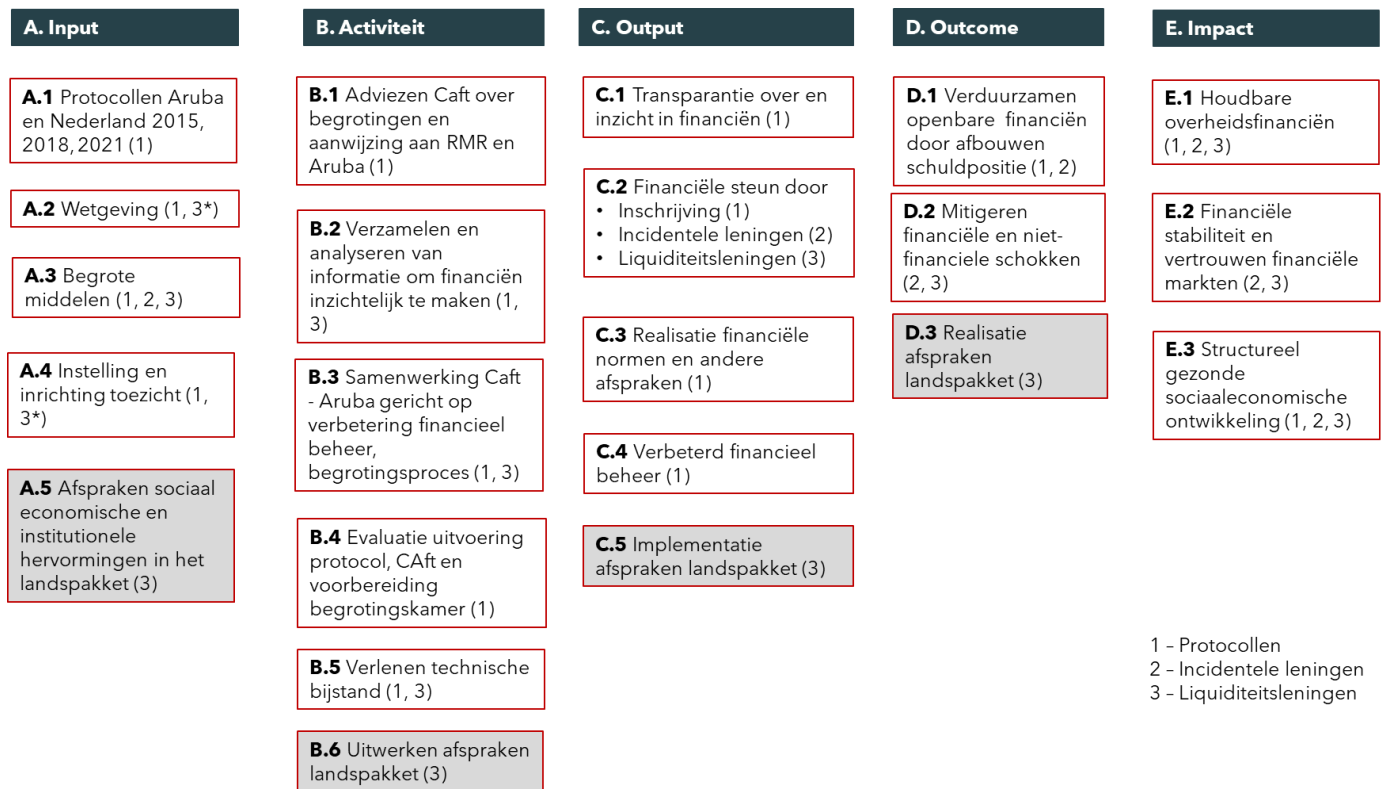 A. Input
A.1 Protocollen Aruba
en Nederland 2015,
2018, 2021 (1)
A.2 Wetgeving (1, 3*)
A.3 Begrote
middelen (1, 2, 3)
A.4 Instelling en
inrichting toezicht (1,
3*)
A.5 Afspraken sociaal
economische en
institutionele
hervormingen in het
landspakket (3)
B. Activiteit
B.1 Adviezen Caft over
begrotingen en
aanwijzing aan RMR en
Aruba (1)
B.2 Verzamelen en
analyseren van
informatie om financiën
inzichtelijk te maken (1,
3)
B.3 Samenwerking Caft
- Aruba gericht op
verbetering financieel
beheer,
begrotingsproces (1, 3)
B.4 Evaluatie uitvoering
protocol, CAft en
voorbereiding
begrotingskamer (1)
B.5 Verlenen technische
bijstand (1, 3)
B.6 Uitwerken afspraken
landspakket (3)
C. Output
C.1 Transparantie over en
inzicht in financiën (1)
C.2 Financiële steun door
• Inschrijving (1)
• Incidentele leningen (2)
• Liquiditeitsleningen (3)
C.3 Realisatie financiële
normen en andere
afspraken (1)
C.4 Verbeterd financieel
beheer (1)
C.5 Implementatie
afspraken landspakket (3)
D. Outcome
D.1 Verduurzamen
openbare financiën
door afbouwen
schuldpositie (1, 2)
D.2 Mitigeren
financiële en niet-
financiele schokken
(2, 3)
D.3 Realisatie
afspraken
landspakket (3)
E. Impact
E.1 Houdbare
overheidsfinanciën
(1, 2, 3)
E.2 Financiële
stabiliteit en
vertrouwen financiële
markten (2, 3)
E.3 Structureel
gezonde
sociaaleconomische
ontwikkeling (1, 2, 3)
1 – Protocollen
2 – Incidentele leningen
3 – Liquiditeitsleningen